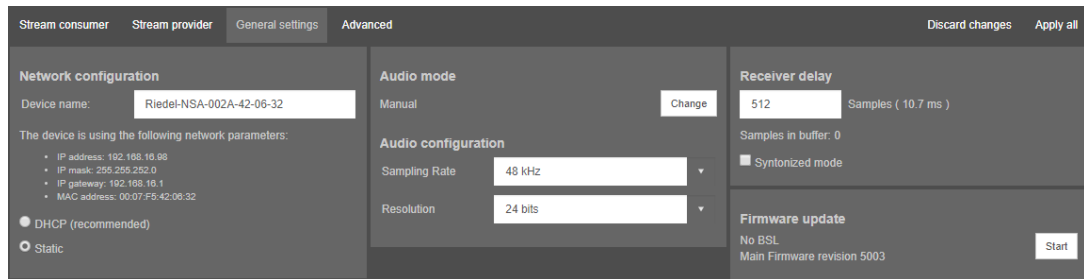 Stream consumer Stream provider General settings Advanced Discard changes Apply all
Network configuration
Device name: Riedel-NSA-002A-42-06-32
The device is using the following network parameters:
• IP address: 192.168.16.98
• IP mask: 255.255.252.0
• IP gateway: 192.168.16.1
• MAC address: 00:07:F5:42:06:32
DHCP (recommended)
Static
Audio mode
Manual Change
Audio configuration
Sampling Rate 48 kHz
Resolution 24 bits
Receiver delay
512 Samples ( 10.7 ms )
Samples in buffer: 0
Syntonized mode
Firmware update
No BSL
Main Firmware revision 5003
Start